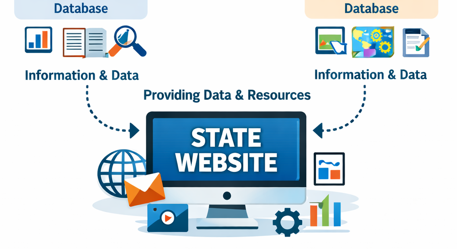 Database
Database
Information & Data
Information & Data
Providing Data & Resources
STATE
WEBSITE